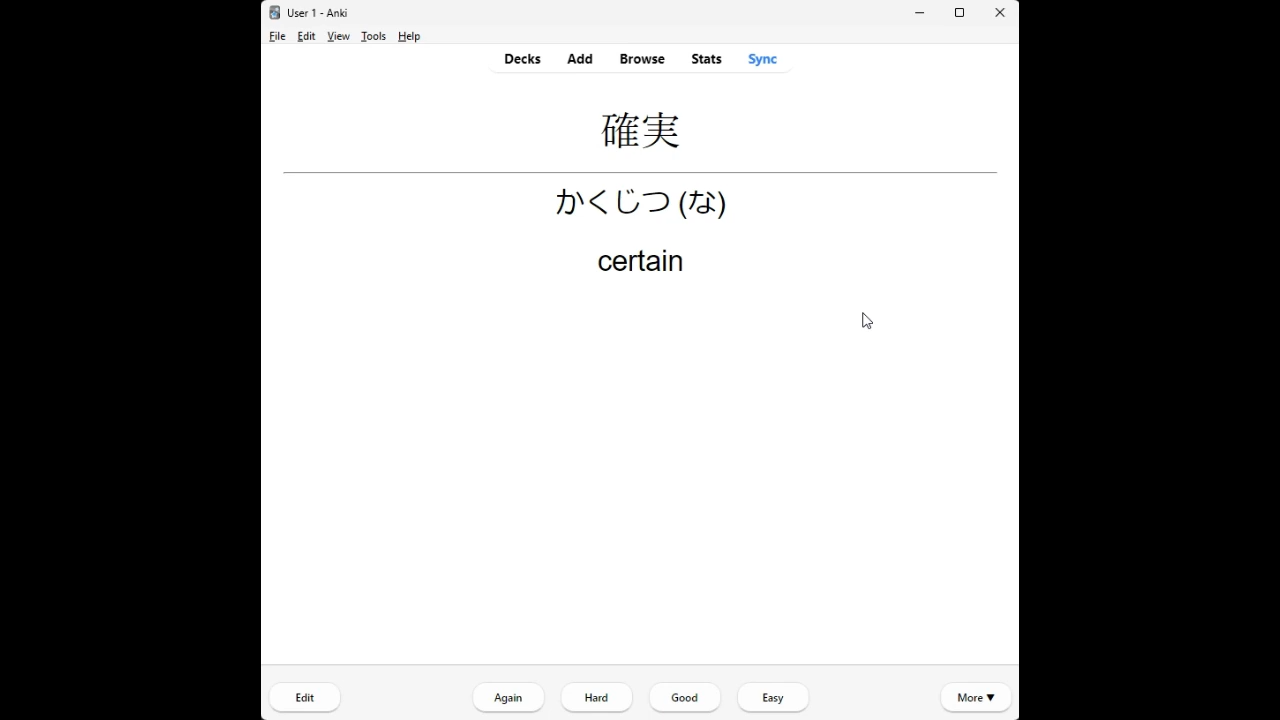 User 1 - Anki
File Edit View Tools Help
Decks Add Browse Stats Sync
確実
かくじつ (な)
certain
Edit Again Hard Good Easy More ▼